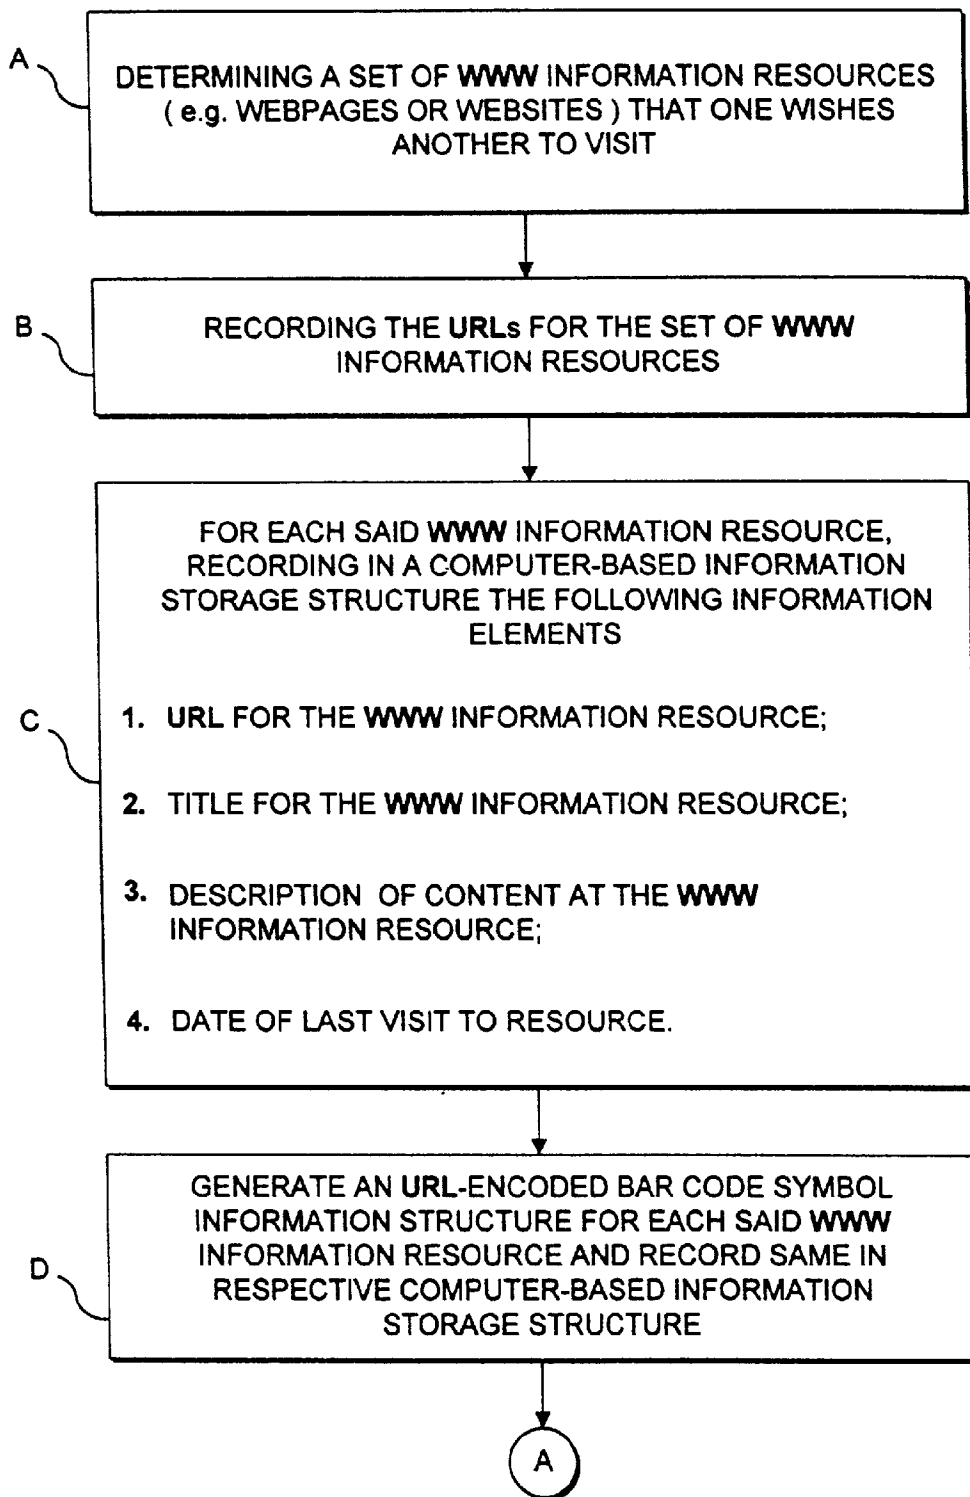 A
DETERMINING A SET OF WWW INFORMATION RESOURCES
( e.g. WEBPAGES OR WEBSITES ) THAT ONE WISHES
ANOTHER TO VISIT
B
RECORDING THE URLs FOR THE SET OF WWW
INFORMATION RESOURCES
FOR EACH SAID WWW INFORMATION RESOURCE,
RECORDING IN A COMPUTER-BASED INFORMATION
STORAGE STRUCTURE THE FOLLOWING INFORMATION
ELEMENTS
C
1. URL FOR THE WWW INFORMATION RESOURCE;
2. TITLE FOR THE WWW INFORMATION RESOURCE;
3. DESCRIPTION OF CONTENT AT THE WWW
INFORMATION RESOURCE;
4. DATE OF LAST VISIT TO RESOURCE.
D
GENERATE AN URL-ENCODED BAR CODE SYMBOL
INFORMATION STRUCTURE FOR EACH SAID WWW
INFORMATION RESOURCE AND RECORD SAME IN
RESPECTIVE COMPUTER-BASED INFORMATION
STORAGE STRUCTURE
A